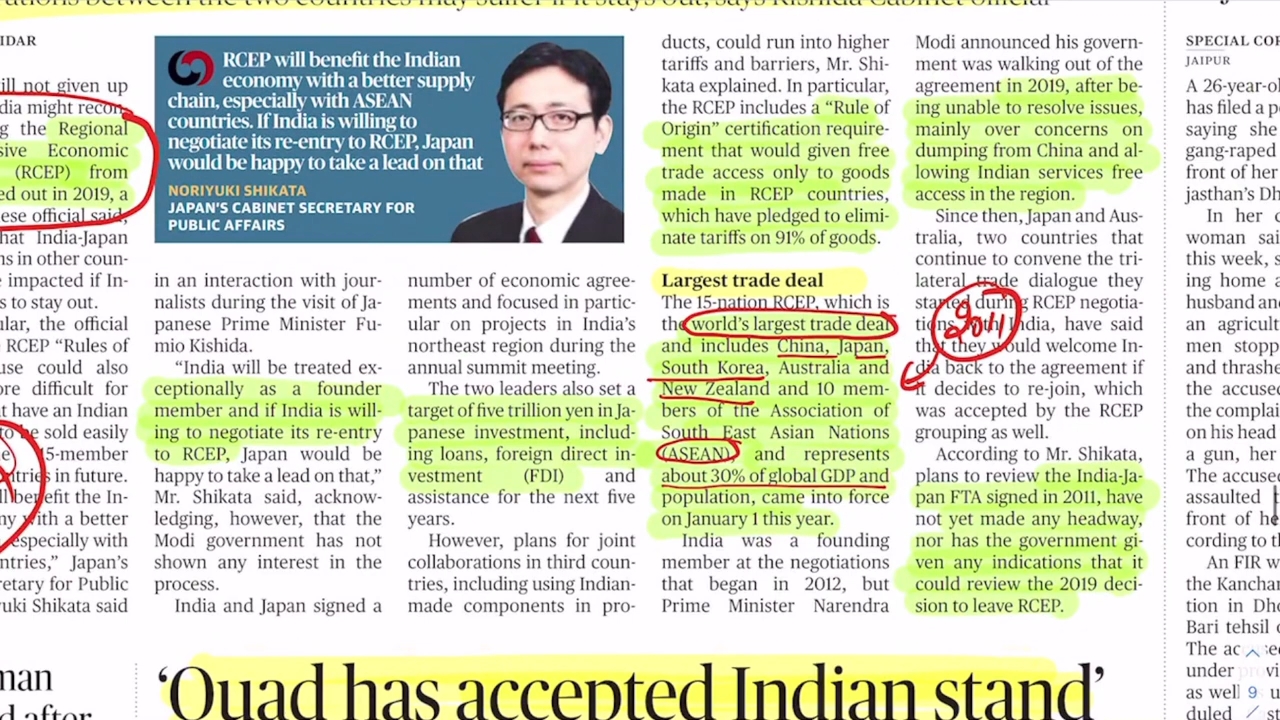 IDAR
ill not given up
dia might recon
g the Regional
sive Economic
(RCEP) from
ed out in 2019, a
ese official said,
hat India-Japan
ns in other coun-
e impacted if In-
s to stay out.
ular, the official
RCEP “Rules of
use could also
ore difficult for
t have an Indian
to be sold easily
15-member
ntries in future.
ll benefit the In-
my with a better
especially with
ntries,” Japan’s
retary for Public
yuki Shikata said
RCEP will benefit the Indian
economy with a better supply
chain, especially with ASEAN
countries. If India is willing to
negotiate its re-entry to RCEP, Japan
would be happy to take a lead on that
NORIYUKI SHIKATA
JAPAN’S CABINET SECRETARY FOR
PUBLIC AFFAIRS
in an interaction with jour-
nalists during the visit of Ja-
panese Prime Minister Fu-
mio Kishida.
“India will be treated ex-
ceptionally as a founder
member and if India is will-
ing to negotiate its re-entry
to RCEP, Japan would be
happy to take a lead on that,”
Mr. Shikata said, acknow-
ledging, however, that the
Modi government has not
shown any interest in the
process.
India and Japan signed a
number of economic agree-
ments and focused in partic-
ular on projects in India’s
northeast region during the
annual summit meeting.
The two leaders also set a
target of five trillion yen in Ja-
panese investment, includ-
ing loans, foreign direct in-
vestment (FDI) and
assistance for the next five
years.
However, plans for joint
collaborations in third coun-
tries, including using Indian-
made components in pro-
ducts, could run into higher
tariffs and barriers, Mr. Shi-
kata explained. In particular,
the RCEP includes a “Rule of
Origin” certification require-
ment that would given free
trade access only to goods
made in RCEP countries,
which have pledged to elimi-
nate tariffs on 91% of goods.
Largest trade deal
The 15-nation RCEP, which is
the world’s largest trade deal
and includes China, Japan,
South Korea, Australia and
New Zealand and 10 mem-
bers of the Association of
South East Asian Nations
(ASEAN) and represents
about 30% of global GDP and
population, came into force
on January 1 this year.
India was a founding
member at the negotiations
that began in 2012, but
Prime Minister Narendra
Modi announced his govern-
ment was walking out of the
agreement in 2019, after be-
ing unable to resolve issues,
mainly over concerns on
dumping from China and al-
lowing Indian services free
access in the region.
Since then, Japan and Aus-
tralia, two countries that
continue to convene the tri-
lateral trade dialogue they
started during RCEP negotia-
tions with India, have said
that they would welcome In-
dia back to the agreement if
it decides to re-join, which
was accepted by the RCEP
grouping as well.
According to Mr. Shikata,
plans to review the India-Ja-
pan FTA signed in 2011, have
not yet made any headway,
nor has the government gi-
ven any indications that it
could review the 2019 deci-
sion to leave RCEP.
2011
SPECIAL COR
JAIPUR
A 26-year-ol
has filed a p
saying she
gang-raped
front of her
jasthan’s Dh
In her
woman sai
this week, s
ing home a
husband an
an agricult
men stopp
and thrashe
the accuse
the complai
on his head
a gun, her
The accused
assaulted
front of he
cording to th
An FIR w
the Kanchan
tion in Dho
Bari tehsil o
The ac sed
under provi
as well 9 u
duled st
man
d after
‘Quad has accepted Indian stand’